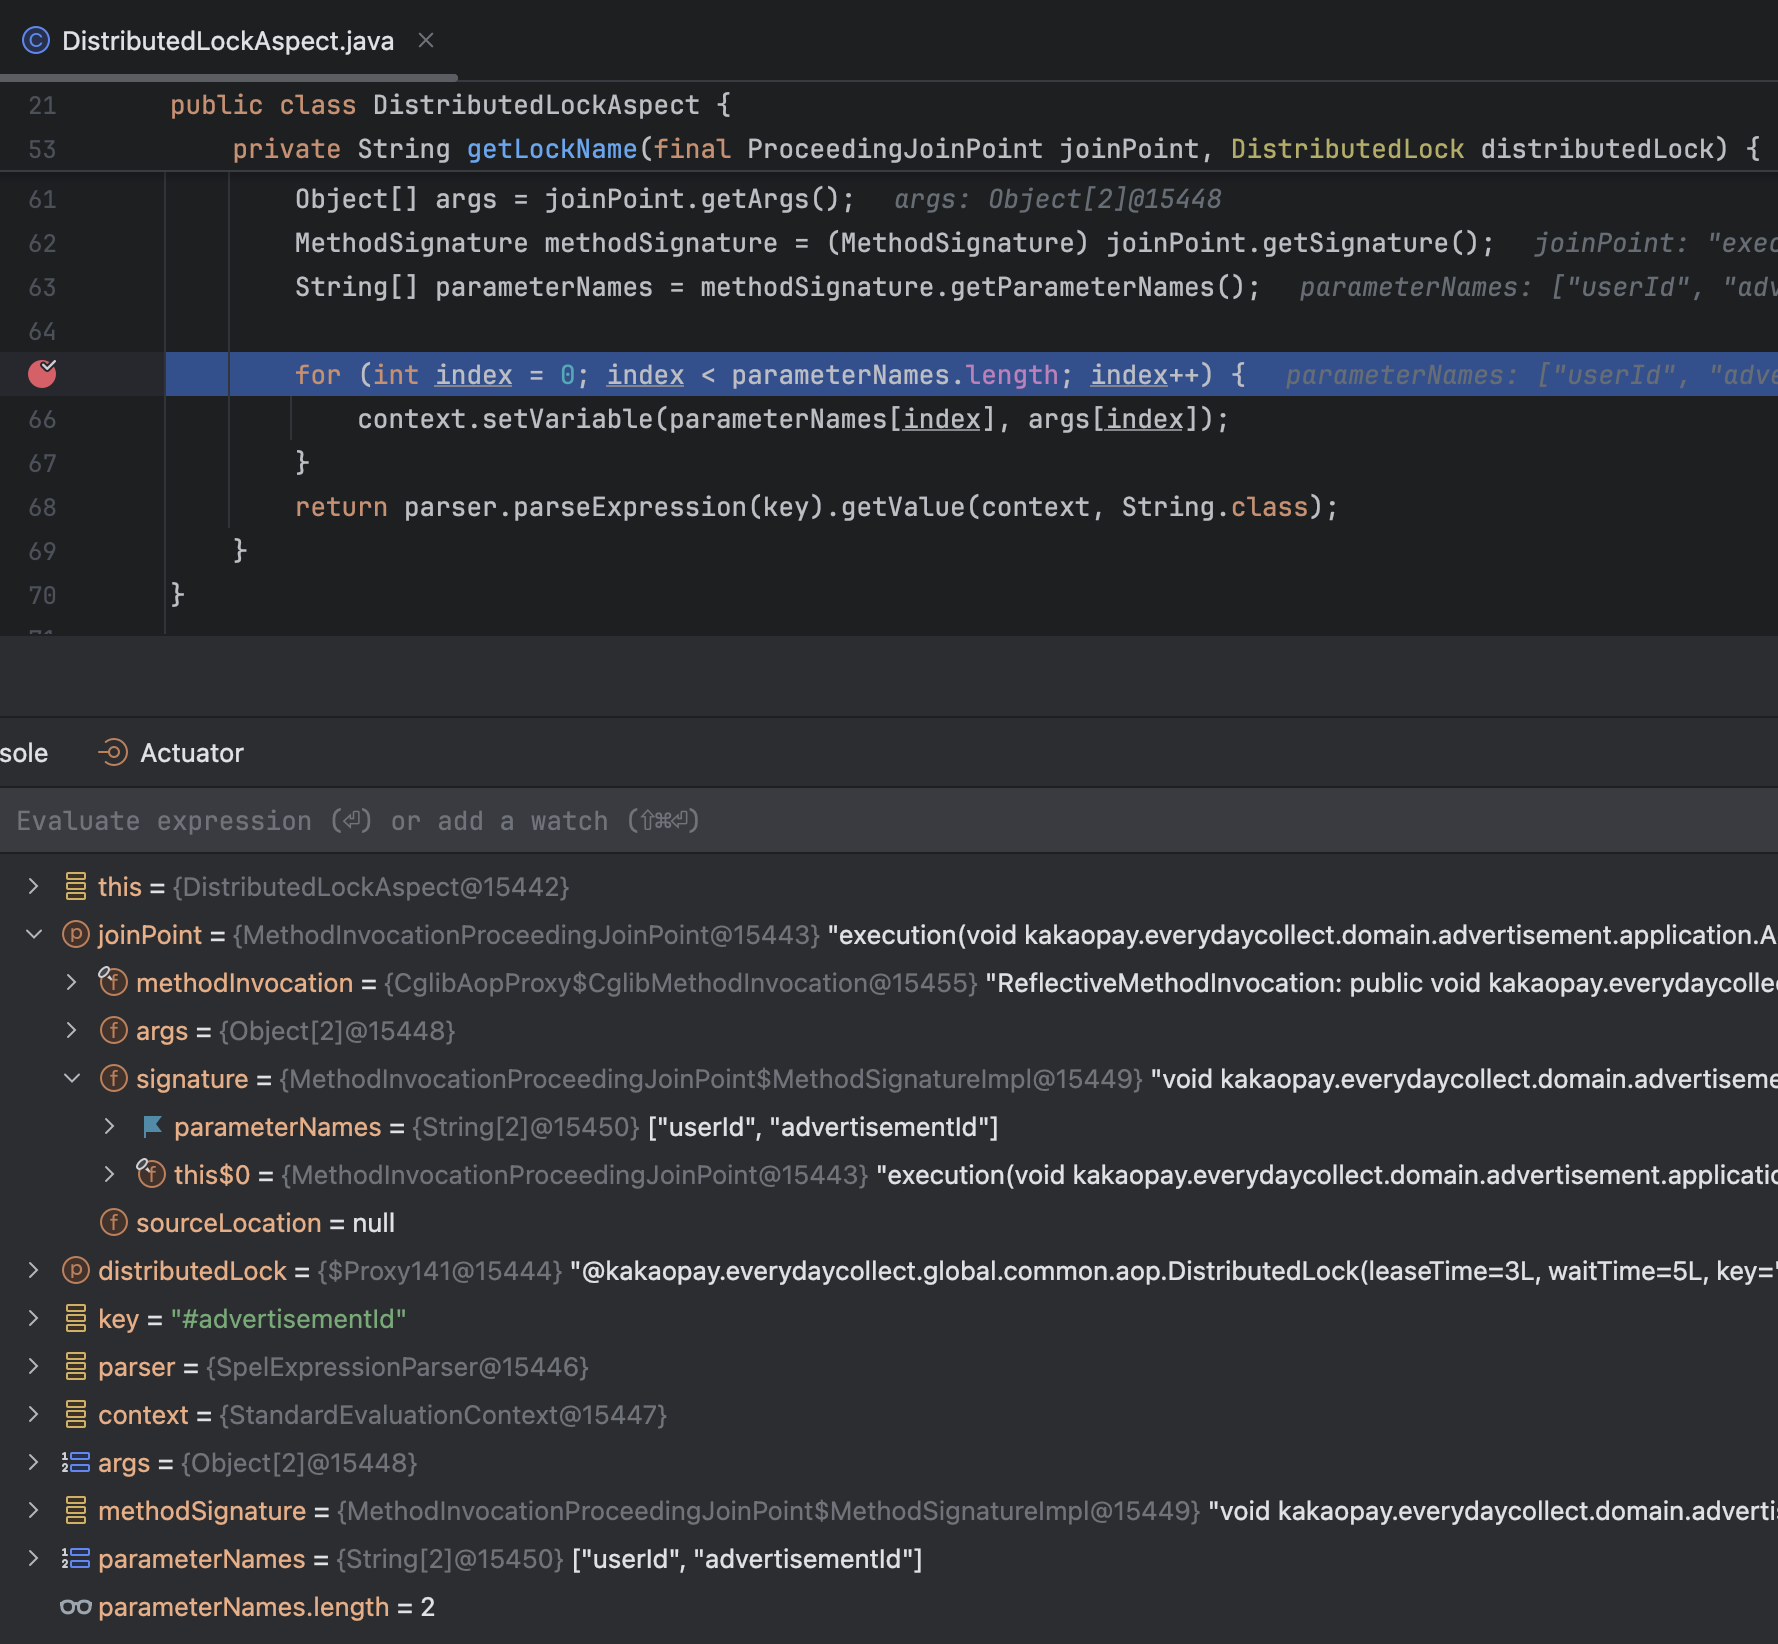 DistributedLockAspect.java
21 public class DistributedLockAspect {
53 private String getLockName(final ProceedingJoinPoint joinPoint, DistributedLock distributedLock) {
61 Object[] args = joinPoint.getArgs(); args: Object[2]@15448
62 MethodSignature methodSignature = (MethodSignature) joinPoint.getSignature(); joinPoint: "exec
63 String[] parameterNames = methodSignature.getParameterNames(); parameterNames: ["userId", "adv
64
for (int index = 0; index < parameterNames.length; index++) { parameterNames: ["userId", "adve
66 context.setVariable(parameterNames[index], args[index]);
67 }
68 return parser.parseExpression(key).getValue(context, String.class);
69 }
70 }
sole Actuator
Evaluate expression (⏎) or add a watch (⇧⌘⏎)
this = {DistributedLockAspect@15442}
joinPoint = {MethodInvocationProceedingJoinPoint@15443} "execution(void kakaopay.everydaycollect.domain.advertisement.application.A
methodInvocation = {CglibAopProxy$CglibMethodInvocation@15455} "ReflectiveMethodInvocation: public void kakaopay.everydaycolle
args = {Object[2]@15448}
signature = {MethodInvocationProceedingJoinPoint$MethodSignatureImpl@15449} "void kakaopay.everydaycollect.domain.advertiseme
parameterNames = {String[2]@15450} ["userId", "advertisementId"]
this$0 = {MethodInvocationProceedingJoinPoint@15443} "execution(void kakaopay.everydaycollect.domain.advertisement.applicatio
sourceLocation = null
distributedLock = {$Proxy141@15444} "@kakaopay.everydaycollect.global.common.aop.DistributedLock(leaseTime=3L, waitTime=5L, key="
key = "#advertisementId"
parser = {SpelExpressionParser@15446}
context = {StandardEvaluationContext@15447}
args = {Object[2]@15448}
methodSignature = {MethodInvocationProceedingJoinPoint$MethodSignatureImpl@15449} "void kakaopay.everydaycollect.domain.adverti
parameterNames = {String[2]@15450} ["userId", "advertisementId"]
parameterNames.length = 2